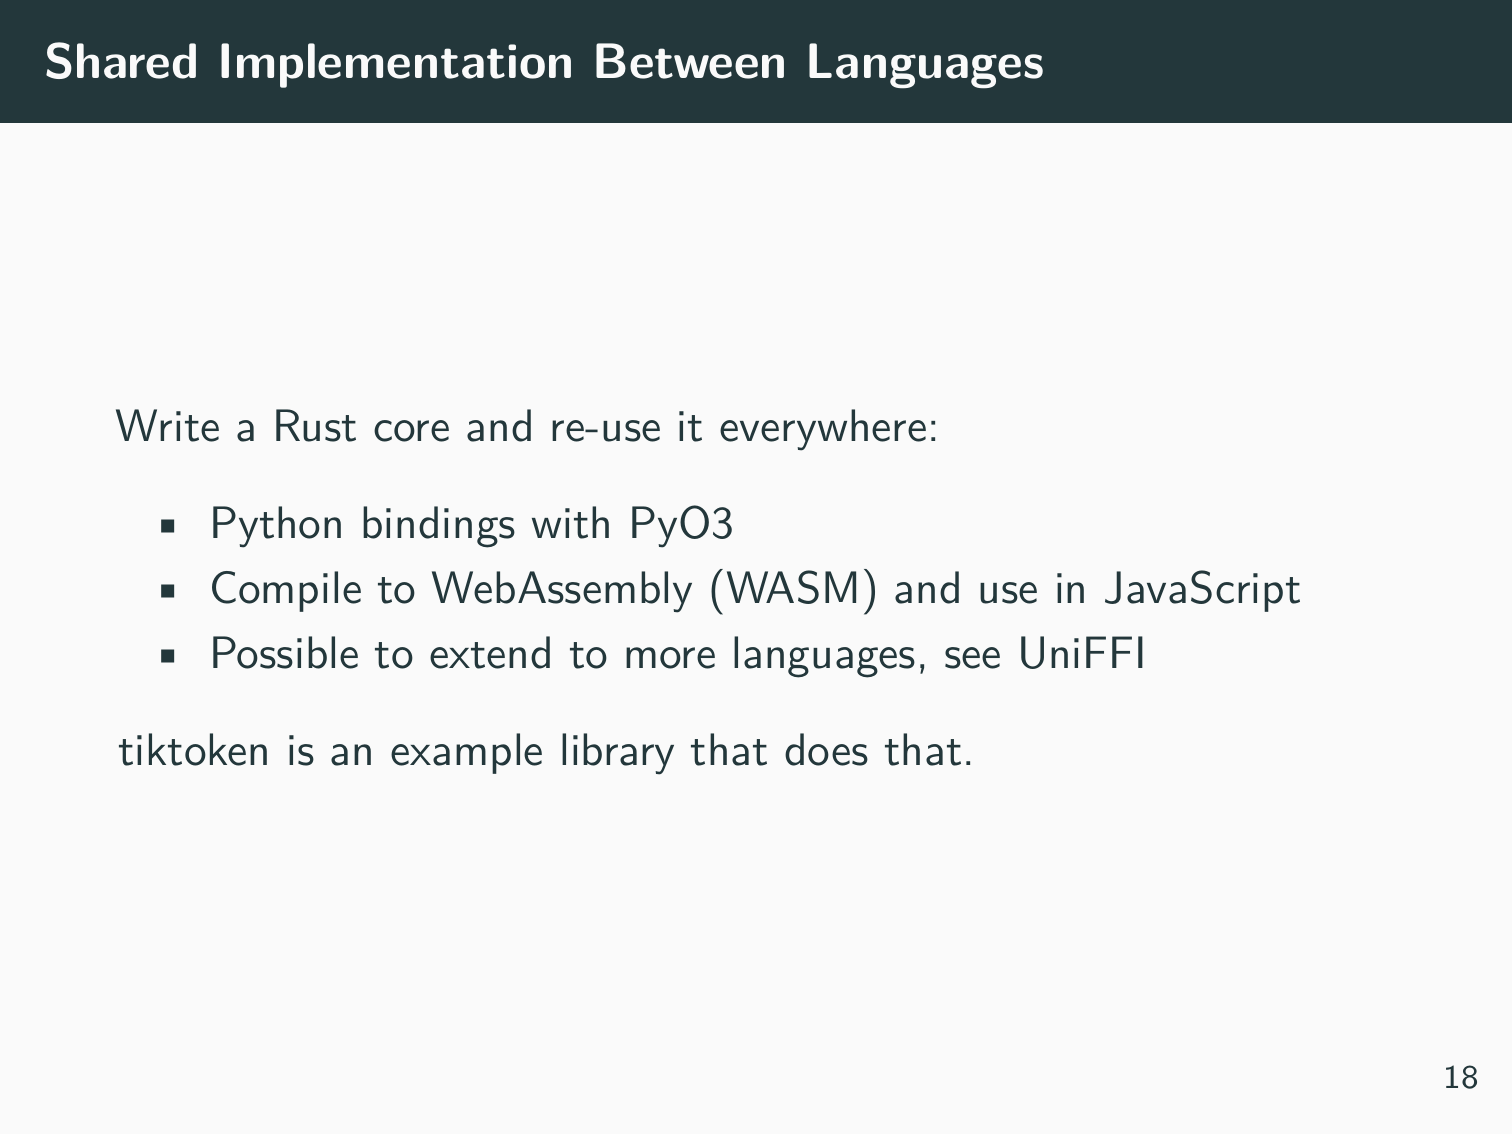 Shared Implementation Between Languages
Write a Rust core and re-use it everywhere:
▪ Python bindings with PyO3
▪ Compile to WebAssembly (WASM) and use in JavaScript
▪ Possible to extend to more languages, see UniFFI
tiktoken is an example library that does that.
18